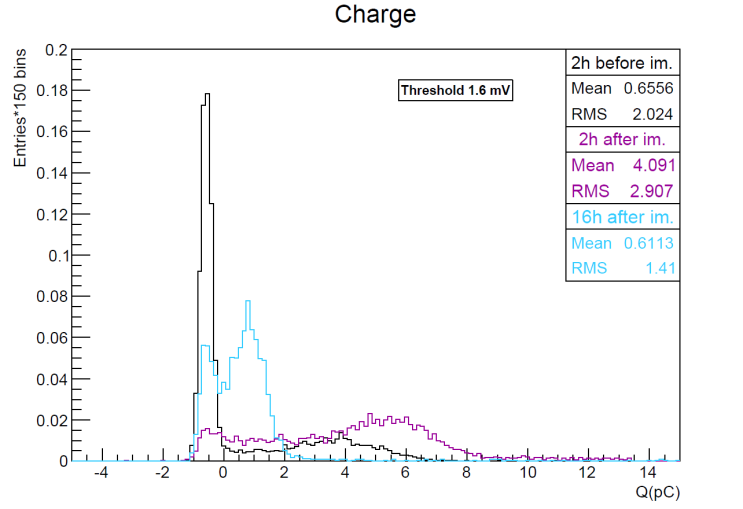 Charge
Entries*150 bins
0.2
0.18
0.16
0.14
0.12
0.1
0.08
0.06
0.04
0.02
0
Threshold 1.6 mV
2h before im.
Mean 0.6556
RMS 2.024
2h after im.
Mean 4.091
RMS 2.907
16h after im.
Mean 0.6113
RMS 1.41
-4 -2 0 2 4 6 8 10 12 14
Q(pC)